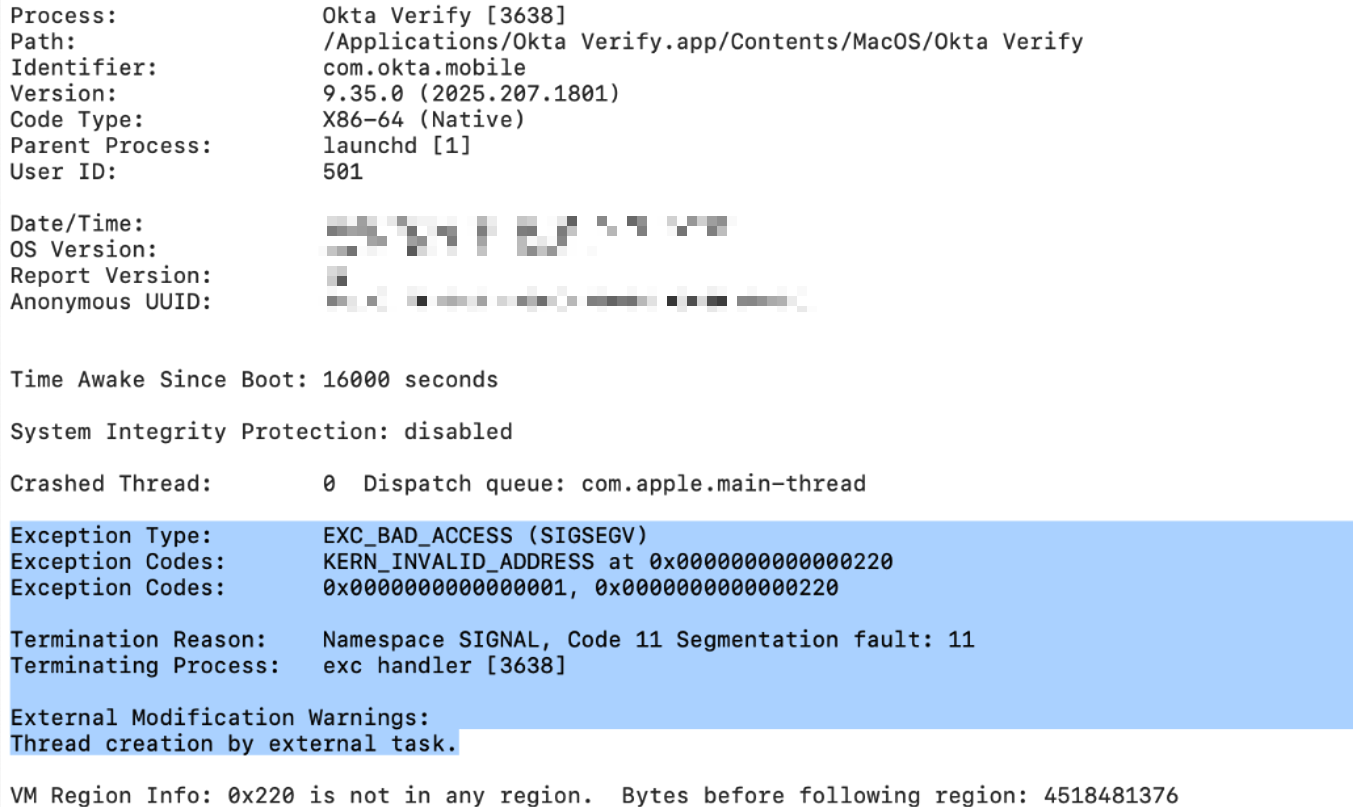 Process: Okta Verify [3638]
Path: /Applications/Okta Verify.app/Contents/MacOS/Okta Verify
Identifier: com.okta.mobile
Version: 9.35.0 (2025.207.1801)
Code Type: X86-64 (Native)
Parent Process: launchd [1]
User ID: 501
Date/Time:
OS Version:
Report Version:
Anonymous UUID:
Time Awake Since Boot: 16000 seconds
System Integrity Protection: disabled
Crashed Thread: 0 Dispatch queue: com.apple.main-thread
Exception Type: EXC_BAD_ACCESS (SIGSEGV)
Exception Codes: KERN_INVALID_ADDRESS at 0x0000000000000220
Exception Codes: 0x0000000000000001, 0x0000000000000220
Termination Reason: Namespace SIGNAL, Code 11 Segmentation fault: 11
Terminating Process: exc handler [3638]
External Modification Warnings:
Thread creation by external task.
VM Region Info: 0x220 is not in any region. Bytes before following region: 4518481376